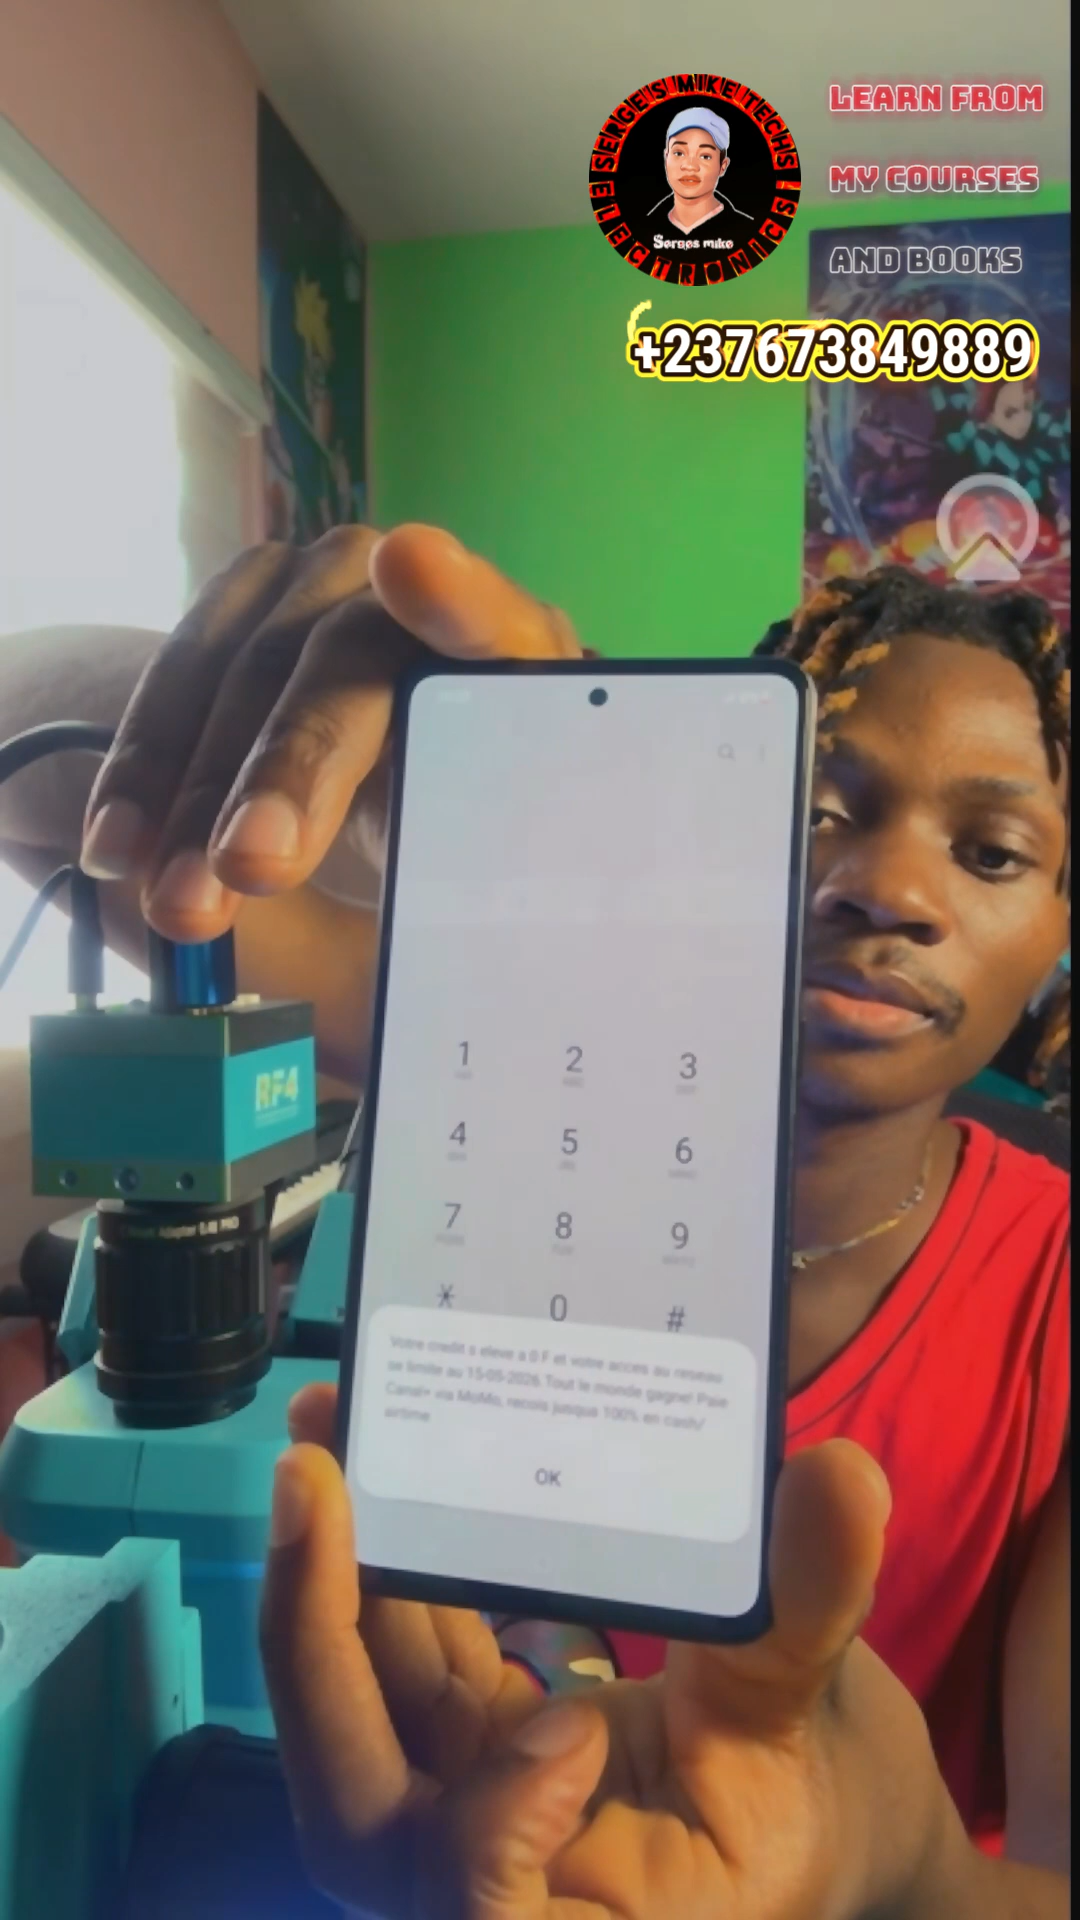 SERGE'S MIKE TECHS
ELECTRONICS
Serges mike
LEARN FROM
MY COURSES
AND BOOKS
+237673849889
RF4
1
2
3
4
5
6
7
8
9
*
0
#
Votre credit s eleve a 0 F et votre acces au reseau
se limite au 15-05-2026. Tout le monde gagne! Paie
Canal+ via MoMo, recois jusqua 100% en cash/
airtime
OK